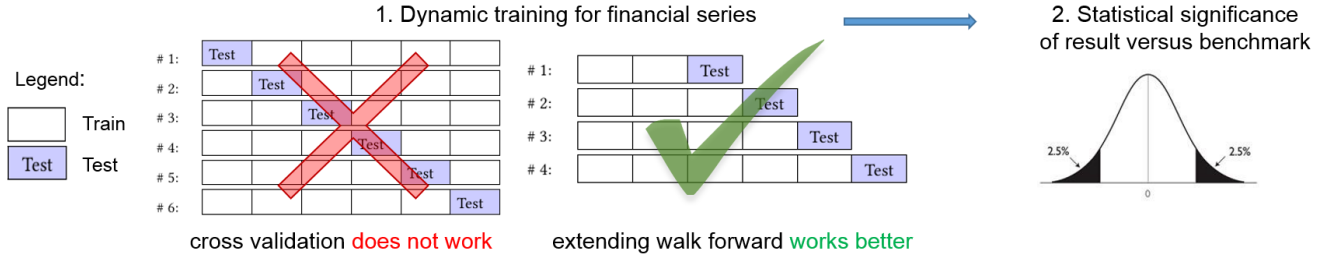 1. Dynamic training for financial series
2. Statistical significance
of result versus benchmark
Legend:
Train
Test Test
# 1: Test
# 2: Test
# 3: Test
# 4: Test
# 5: Test
# 6: Test
cross validation does not work
# 1: Test
# 2: Test
# 3: Test
# 4: Test
extending walk forward works better
2.5% 2.5%
0